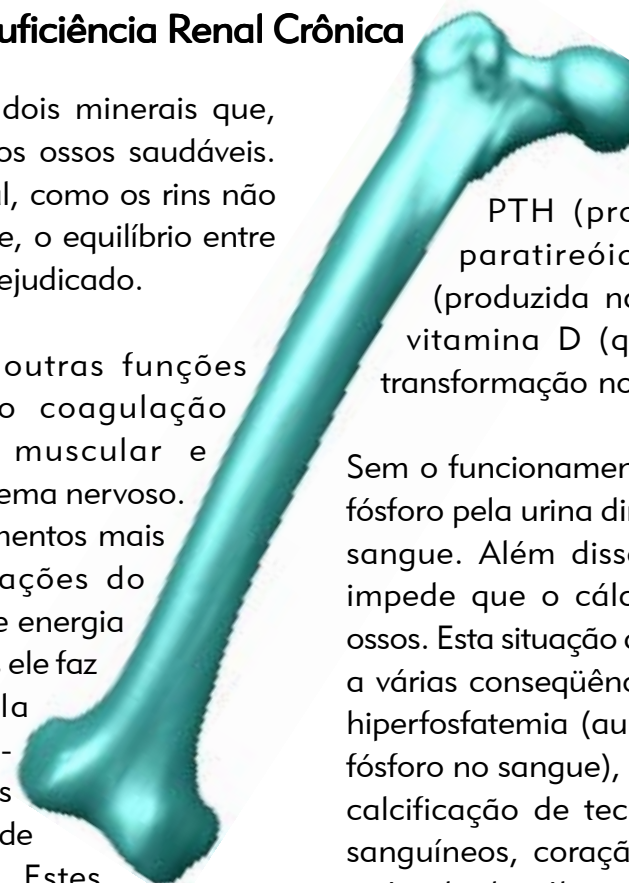 uficiência Renal Crônica
dois minerais que,
os ossos saudáveis.
l, como os rins não
e, o equilíbrio entre
ejudicado.
outras funções
o coagulação
muscular e
ema nervoso.
mentos mais
ações do
e energia
ele faz
la
-
s
de
Estes
PTH (pro
paratireóid
(produzida na
vitamina D (q
transformação no
Sem o funcionamen
fósforo pela urina di
sangue. Além diss
impede que o cálc
ossos. Esta situação
a várias conseqüênc
hiperfosfatemia (au
fósforo no sangue),
calcificação de tec
sanguíneos, coraçã